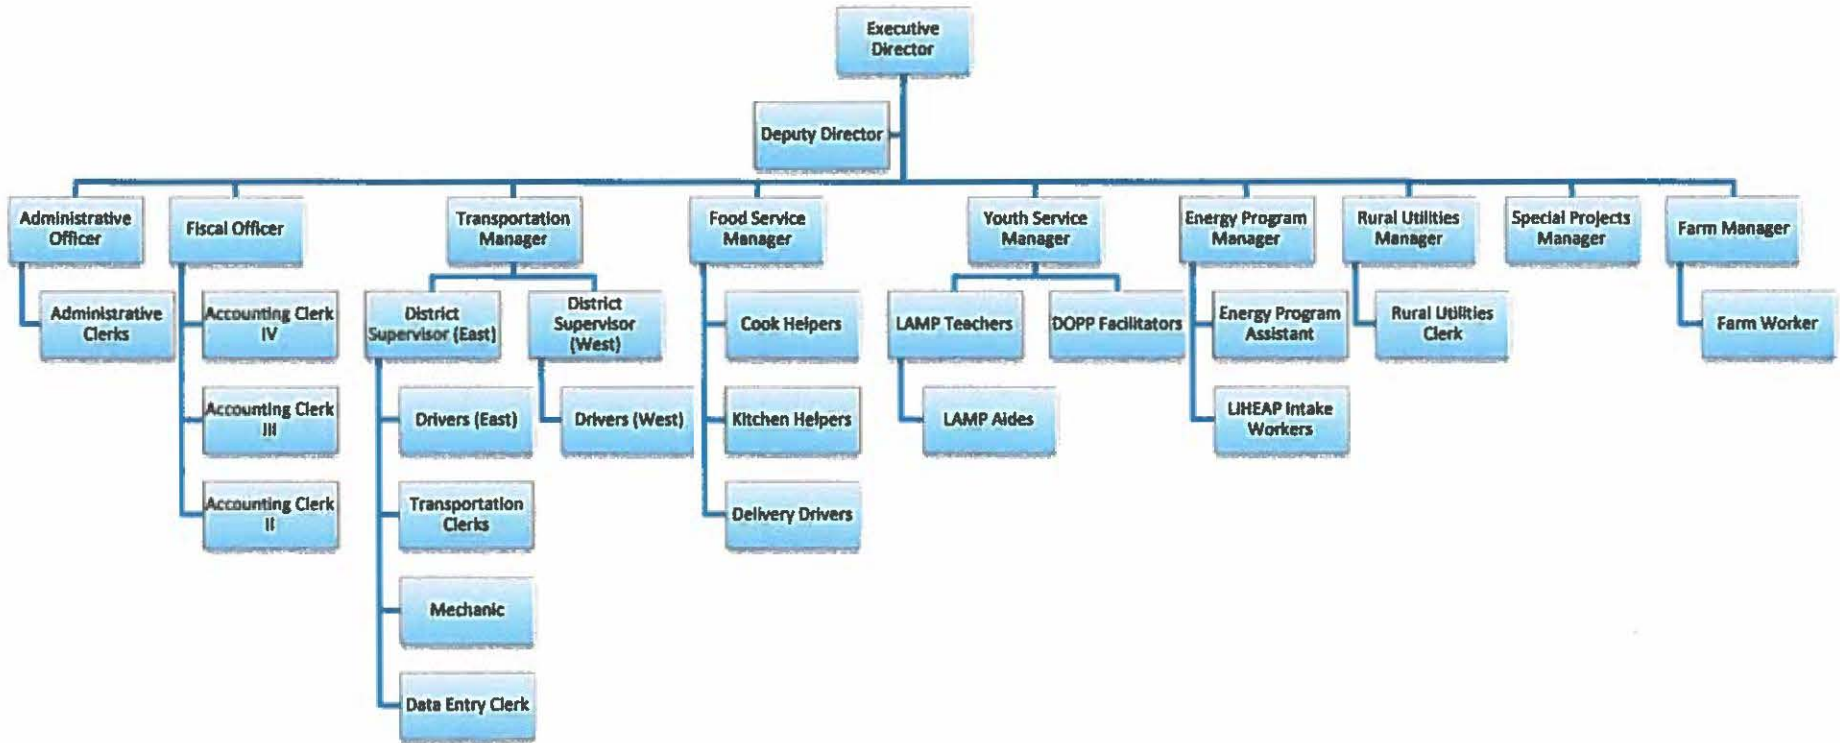 Executive
Director
Deputy Director
Administrative
Officer
Fiscal Officer
Transportation
Manager
Food Service
Manager
Youth Service
Manager
Energy Program
Manager
Rural Utilities
Manager
Special Projects
Manager
Farm Manager
Administrative
Clerks
Accounting Clerk
IV
District
Supervisor (East)
District
Supervisor
(West)
Cook Helpers
LAMP Teachers
DOPP Facilitators
Energy Program
Assistant
Rural Utilities
Clerk
Farm Worker
Accounting Clerk
III
Drivers (East)
Drivers (West)
Kitchen Helpers
LAMP Aides
LIHEAP Intake
Workers
Accounting Clerk
II
Transportation
Clerks
Delivery Drivers
Mechanic
Data Entry Clerk